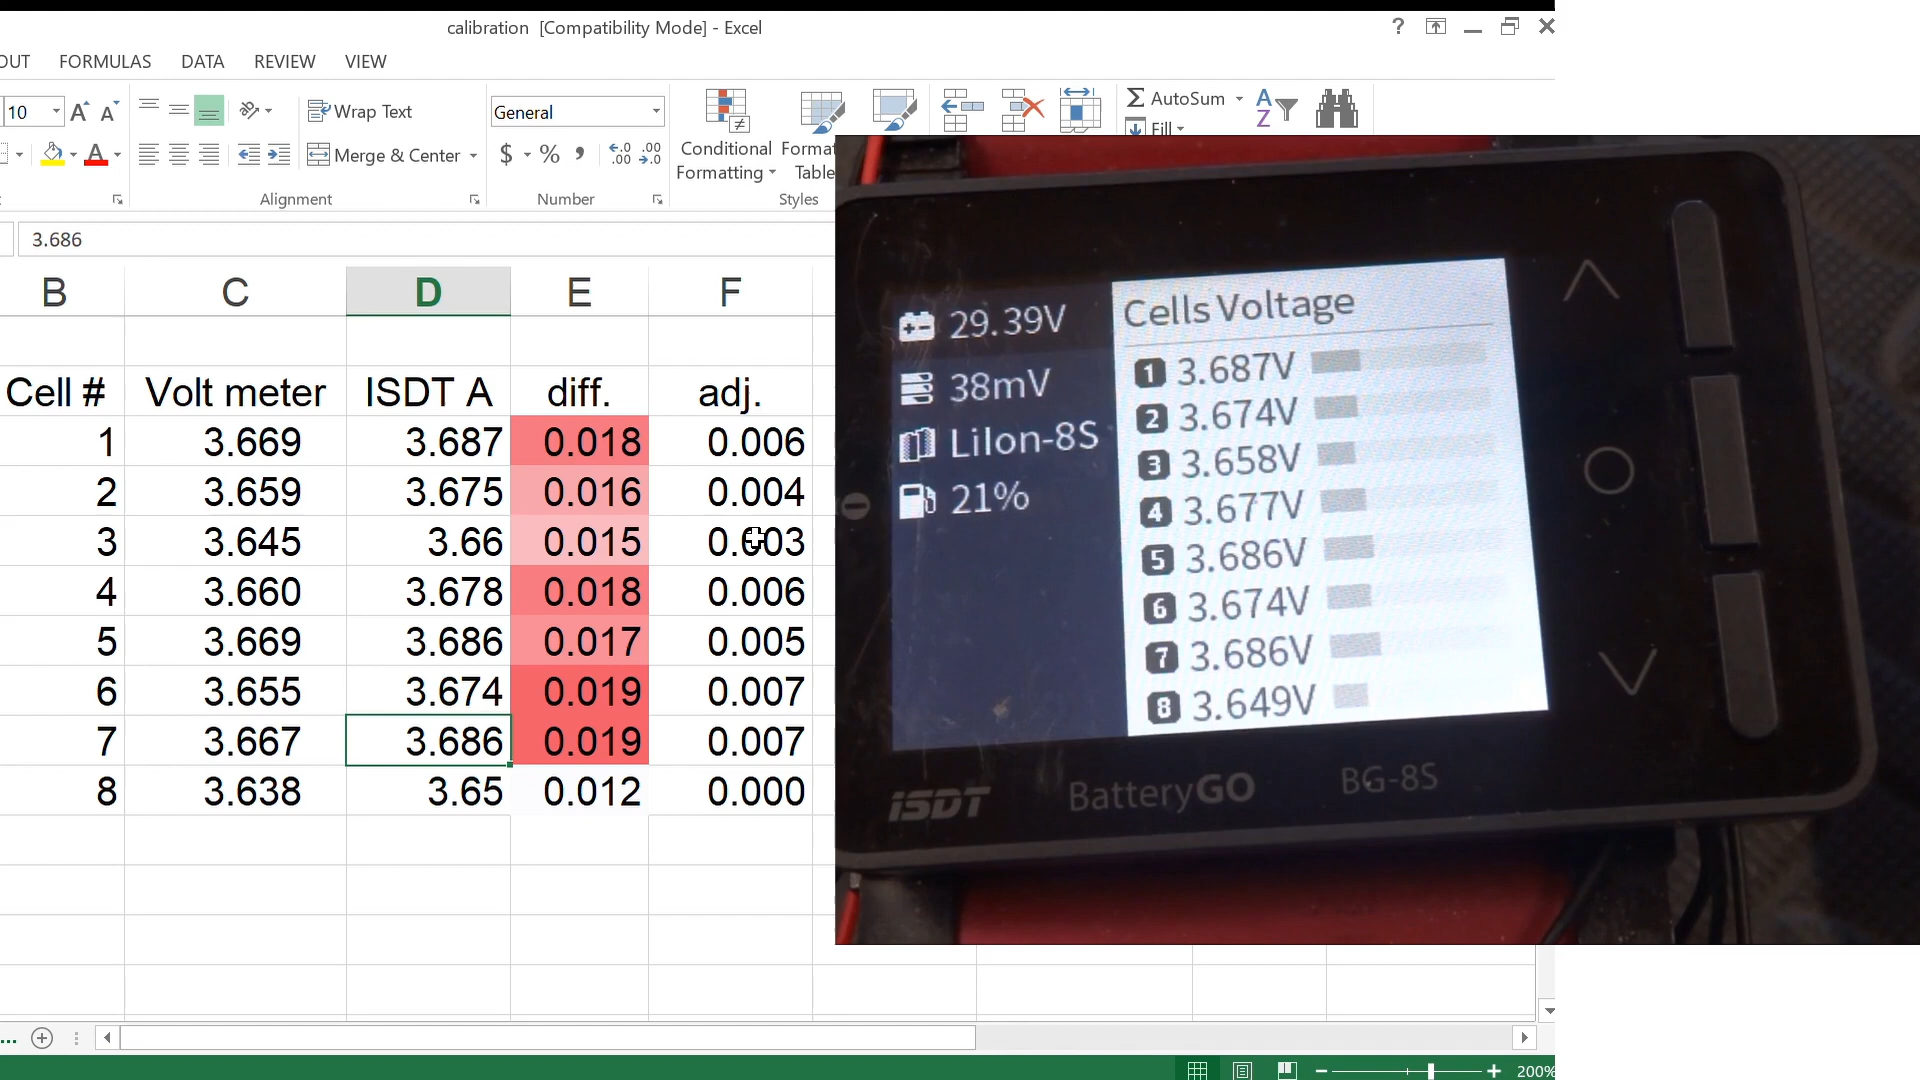 calibration [Compatibility Mode] - Excel
?
OUT FORMULAS DATA REVIEW VIEW
10 A A Wrap Text General AutoSum A Z
Fill
A Merge & Center $ % , .00 .00 Conditional Format
Formatting Table
Alignment Number Styles
3.686
B C D E F
Cell # Volt meter ISDT A diff. adj.
1 3.669 3.687 0.018 0.006
2 3.659 3.675 0.016 0.004
3 3.645 3.66 0.015 0.003
4 3.660 3.678 0.018 0.006
5 3.669 3.686 0.017 0.005
6 3.655 3.674 0.019 0.007
7 3.667 3.686 0.019 0.007
8 3.638 3.65 0.012 0.000
29.39V
38mV
LiIon-8S
21%
Cells Voltage
1 3.687V
2 3.674V
3 3.658V
4 3.677V
5 3.686V
6 3.674V
7 3.686V
8 3.649V
ISDT BatteryGO BG-8S
200%